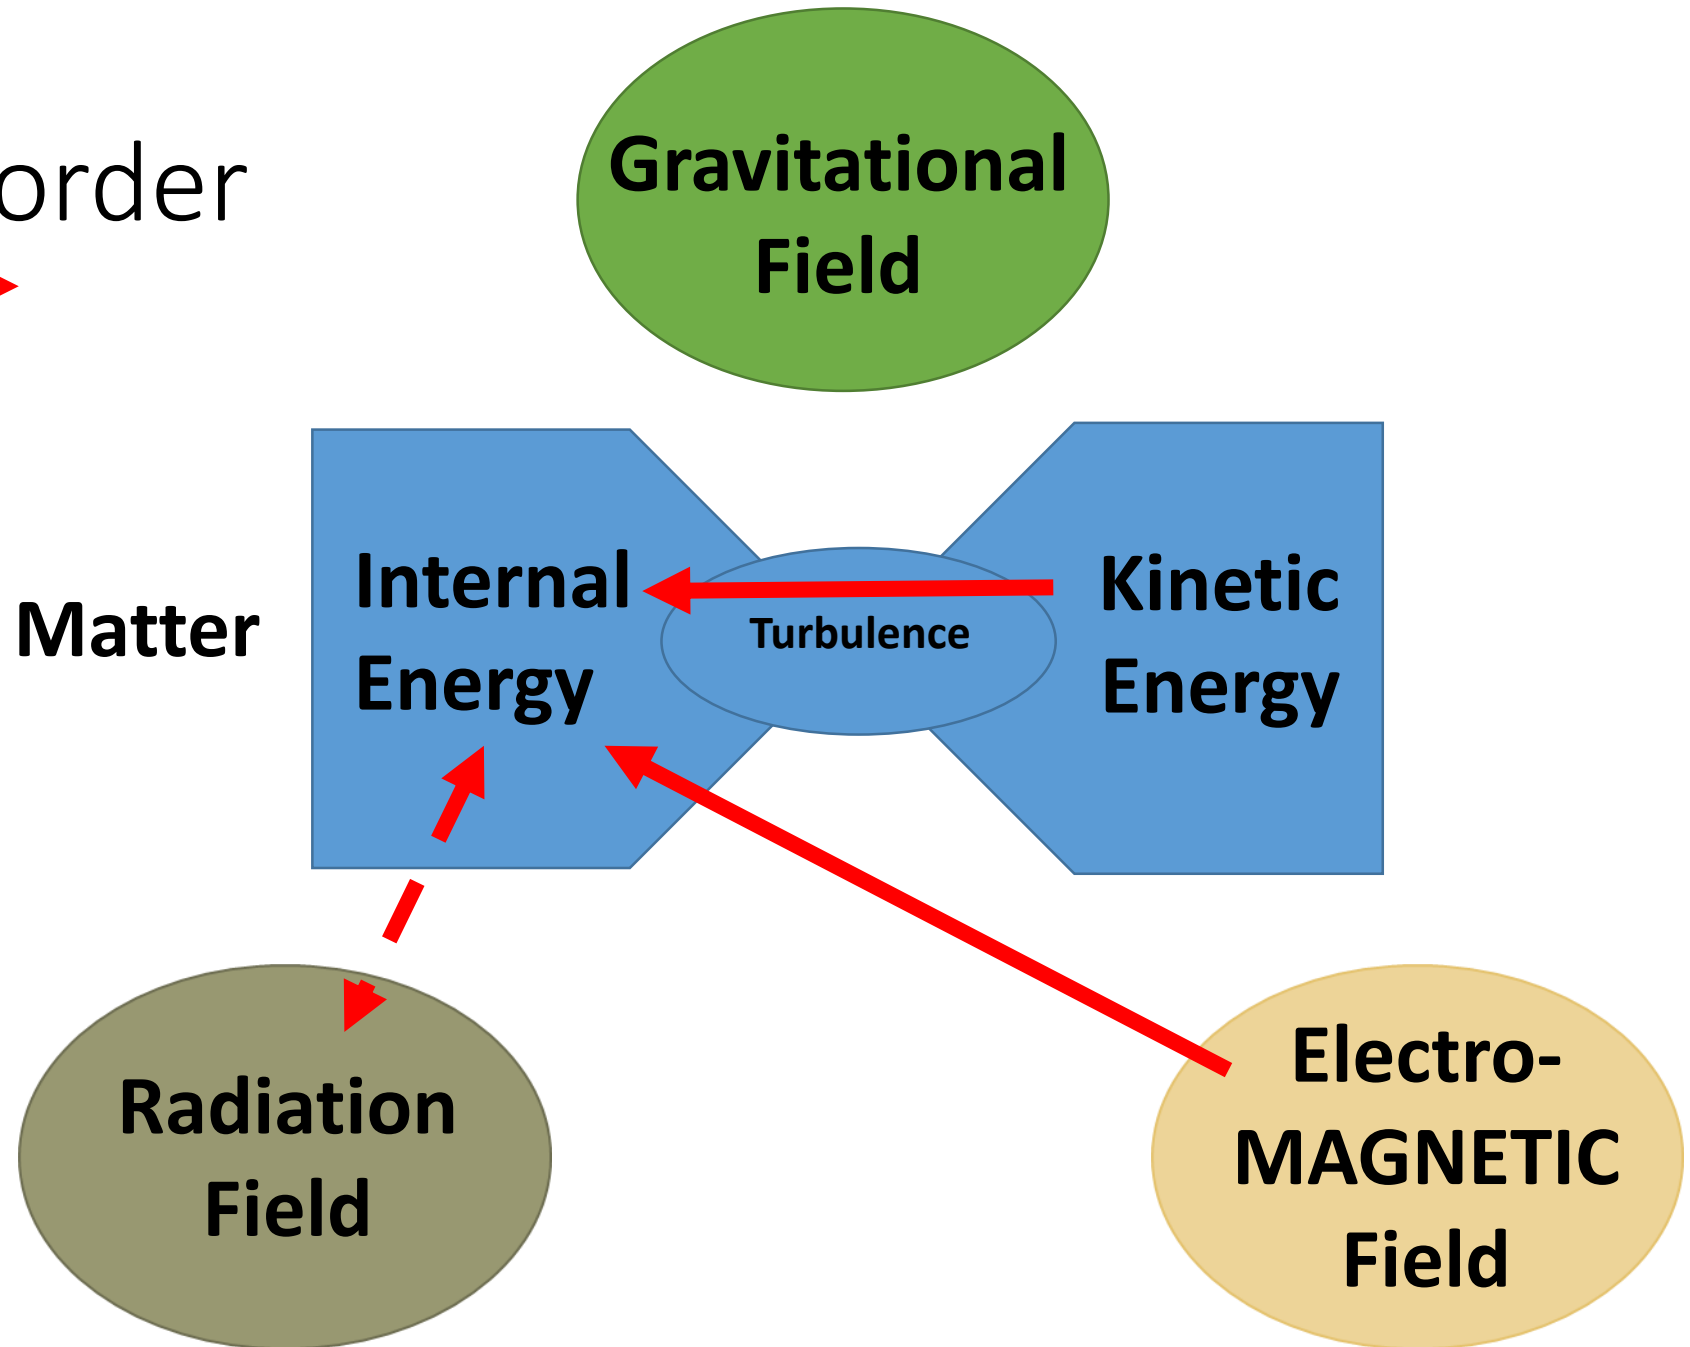 order
Gravitational
Field
Matter
Internal
Energy
Turbulence
Kinetic
Energy
Radiation
Field
Electro-
MAGNETIC
Field